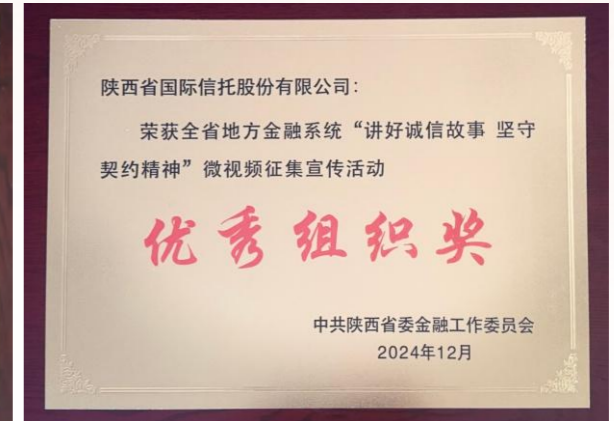 陕西省国际信托股份有限公司：
荣获全省地方金融系统“讲好诚信故事 坚守
契约精神”微视频征集宣传活动
优秀组织奖
中共陕西省委金融工作委员会
2024年12月